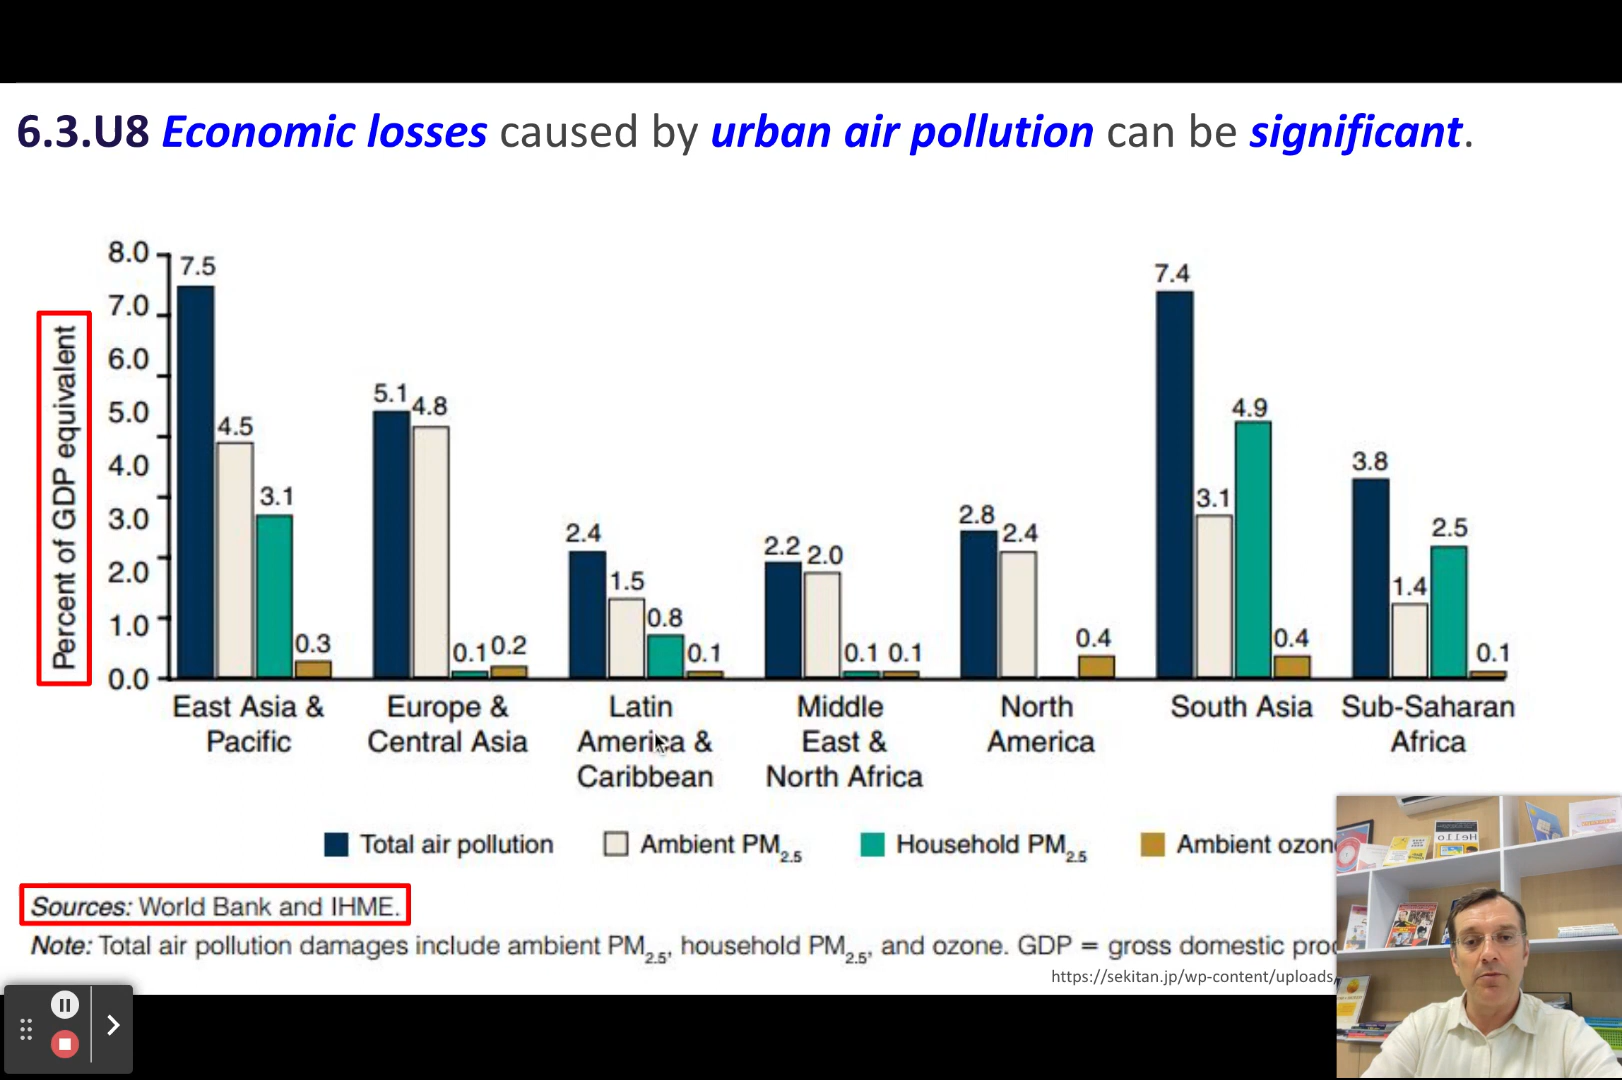 6.3.U8 Economic losses caused by urban air pollution can be significant.
Percent of GDP equivalent
8.0
7.0
6.0
5.0
4.0
3.0
2.0
1.0
0.0
7.5
4.5
3.1
0.3
5.1
4.8
0.1
0.2
2.4
1.5
0.8
0.1
2.2
2.0
0.1
0.1
2.8
2.4
0.4
7.4
3.1
4.9
0.4
3.8
1.4
2.5
0.1
East Asia &
Pacific
Europe &
Central Asia
Latin
America &
Caribbean
Middle
East &
North Africa
North
America
South Asia
Sub-Saharan
Africa
Total air pollution
Ambient PM2.5
Household PM2.5
Ambient ozon
Sources: World Bank and IHME.
Note: Total air pollution damages include ambient PM2.5, household PM2.5, and ozone. GDP = gross domestic
https://sekitan.jp/wp-content/uploads/
Hello